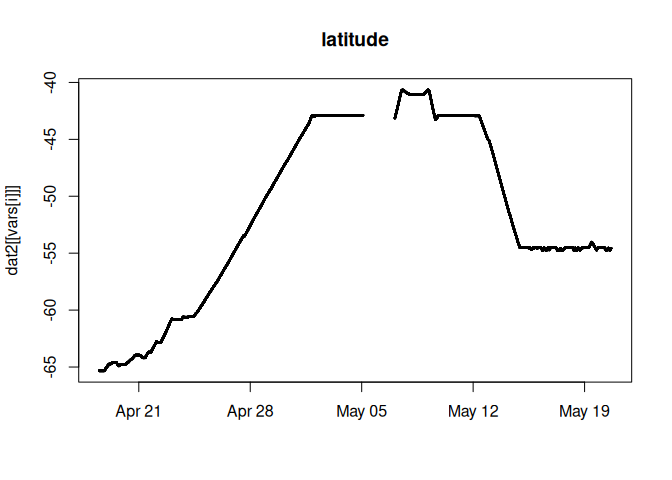 latitude
dat2[[vars[i]]]
-40
-45
-50
-55
-60
-65
Apr 21
Apr 28
May 05
May 12
May 19